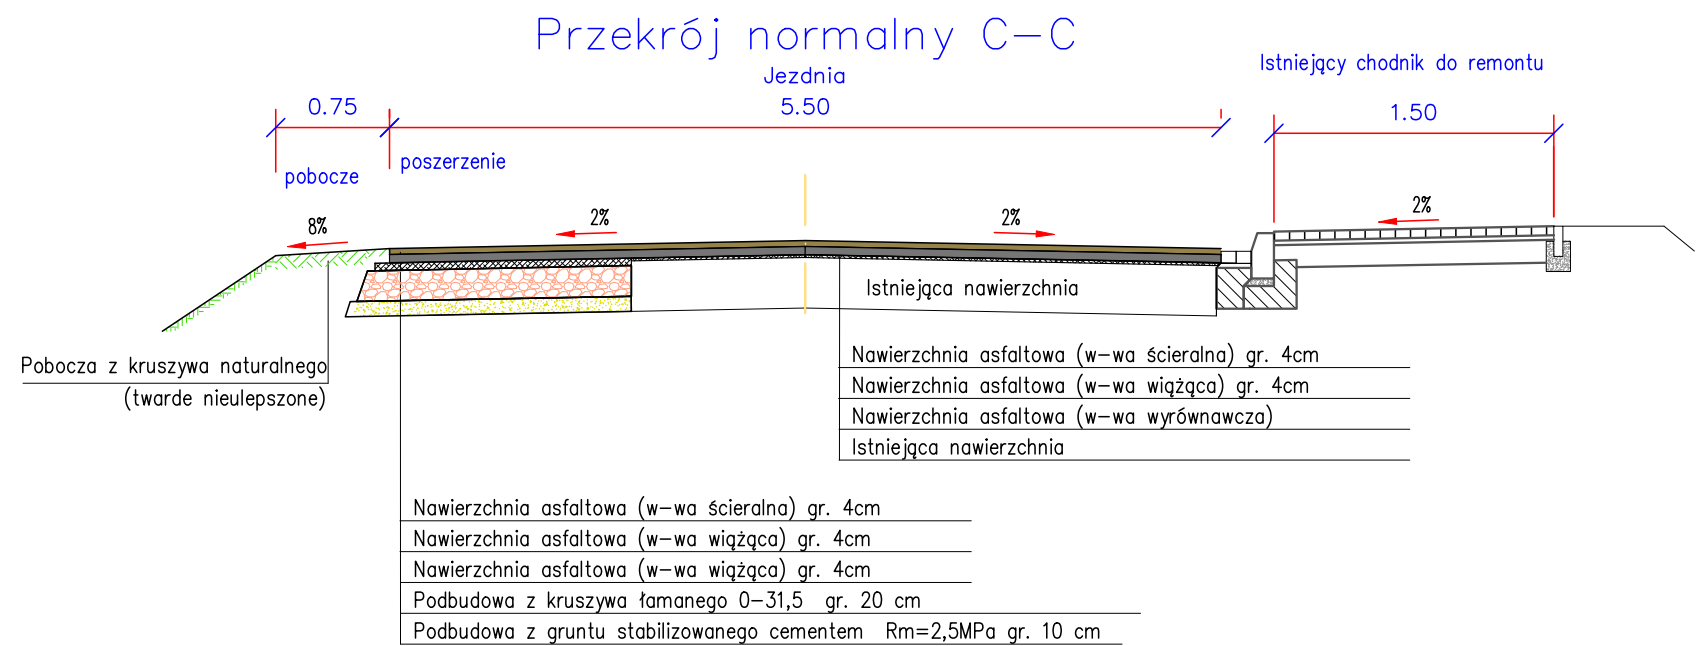 Przekrój normalny C-C
Jezdnia
Istniejący chodnik do remontu
0.75
5.50
1.50
pobocze
poszerzenie
8%
2%
2%
2%
Istniejąca nawierzchnia
Pobocza z kruszywa naturalnego
(twarde nieulepszone)
Nawierzchnia asfaltowa (w-wa ścieralna) gr. 4cm
Nawierzchnia asfaltowa (w-wa wiążąca) gr. 4cm
Nawierzchnia asfaltowa (w-wa wyrównawcza)
Istniejąca nawierzchnia
Nawierzchnia asfaltowa (w-wa ścieralna) gr. 4cm
Nawierzchnia asfaltowa (w-wa wiążąca) gr. 4cm
Nawierzchnia asfaltowa (w-wa wiążąca) gr. 4cm
Podbudowa z kruszywa łamanego 0-31,5 gr. 20 cm
Podbudowa z gruntu stabilizowanego cementem Rm=2,5MPa gr. 10 cm